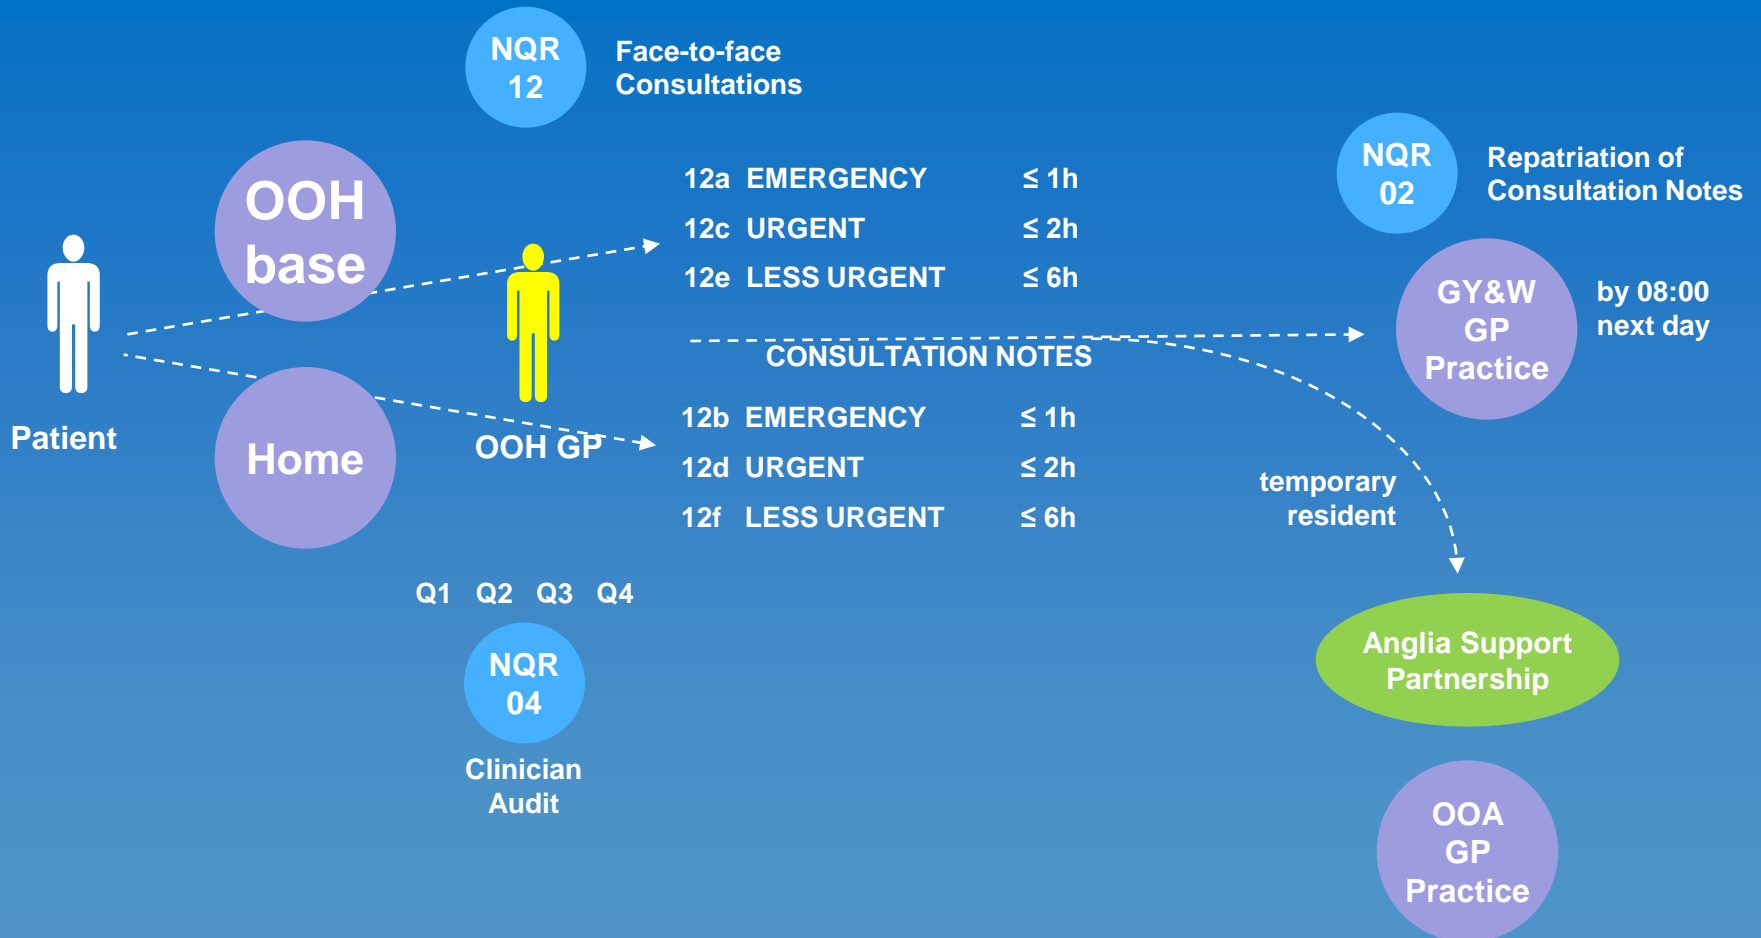 NQR
12
Face-to-face
Consultations
OOH
base
12a EMERGENCY ≤ 1h
12c URGENT ≤ 2h
12e LESS URGENT ≤ 6h
NQR
02
Repatriation of
Consultation Notes
GY&W
GP
Practice
by 08:00
next day
CONSULTATION NOTES
Patient
Home
OOH GP
12b EMERGENCY ≤ 1h
12d URGENT ≤ 2h
12f LESS URGENT ≤ 6h
temporary
resident
Q1 Q2 Q3 Q4
NQR
04
Clinician
Audit
Anglia Support
Partnership
OOA
GP
Practice